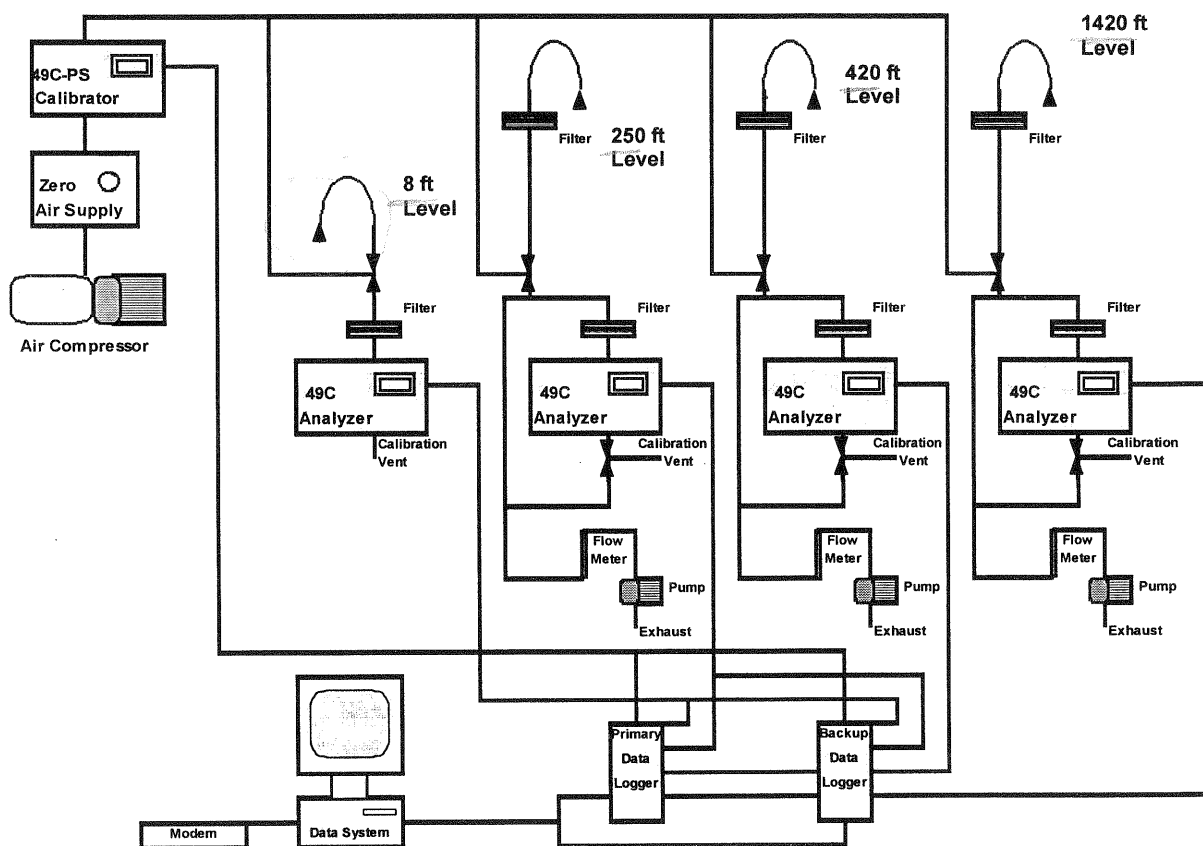 1420 ft
Level
49C-PS
Calibrator
420 ft
Level
Filter
Filter
Filter
250 ft
Level
Zero
Air Supply
8 ft
Level
Filter
Filter
Filter
Filter
Air Compressor
49C
Analyzer
49C
Analyzer
49C
Analyzer
49C
Analyzer
Calibration
Vent
Calibration
Vent
Calibration
Vent
Calibration
Vent
Flow
Meter
Flow
Meter
Flow
Meter
Pump
Pump
Pump
Exhaust
Exhaust
Exhaust
Primary
Data
Logger
Backup
Data
Logger
Modem
Data System